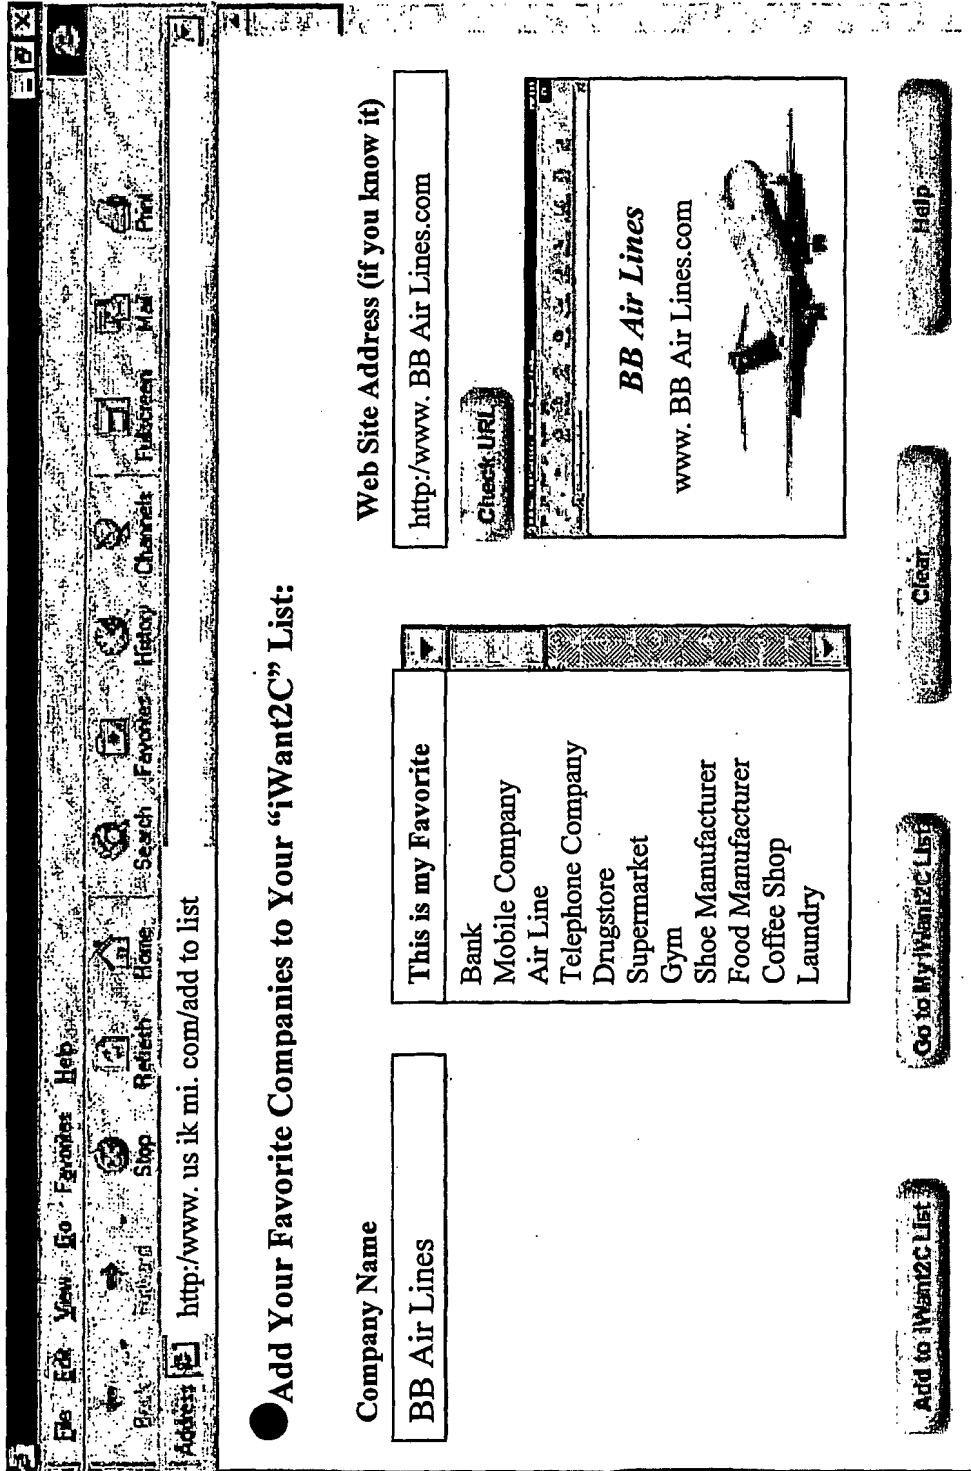 File Edit View Go Favorites Help
Back Forward Stop Refresh Home Search Favorites History Channels Fullscreen Mail Print
Address http:/www. us ik mi. com/add to list
Add Your Favorite Companies to Your “iWant2C” List:
Company Name
BB Air Lines
This is my Favorite
Bank
Mobile Company
Air Line
Telephone Company
Drugstore
Supermarket
Gym
Shoe Manufacturer
Food Manufacturer
Coffee Shop
Laundry
Web Site Address (if you know it)
http:/www. BB Air Lines.com
Check URL
BB Air Lines
www. BB Air Lines.com
Add to iWant2C List
Go to My iWant2C List
Clear
Help